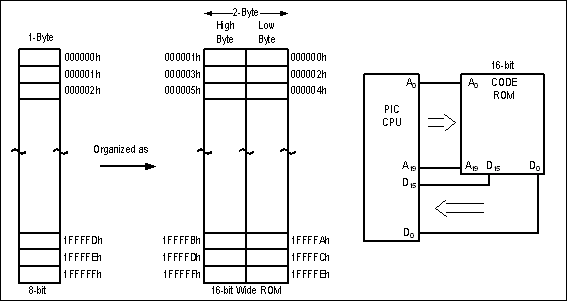 2-Byte
1-Byte
High Byte
Low Byte
000000h
000001h
000002h
000001h
000003h
000005h
000000h
000002h
000004h
Organized as
1FFFFDh
1FFFFEh
1FFFFFh
8-bit
1FFFFBh
1FFFFDh
1FFFFFh
1FFFFAh
1FFFFCh
1FFFFEh
16-bit Wide ROM
16-bit
A0
A0
CODE
ROM
PIC
CPU
A19
A19
D15
D0
D15
D0